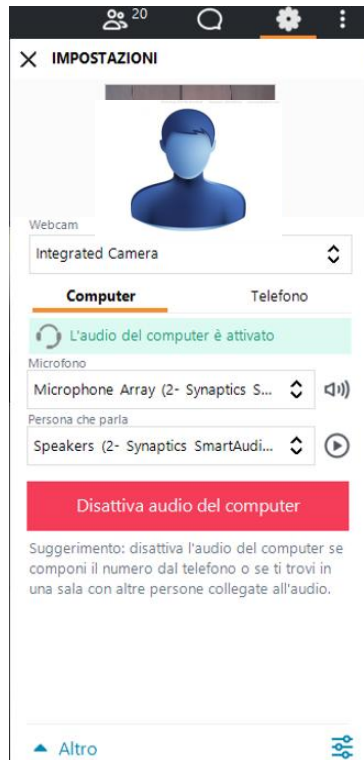 20
IMPOSTAZIONI
Webcam
Integrated Camera
Computer Telefono
L'audio del computer è attivato
Microfono
Microphone Array (2- Synaptics S...
Persona che parla
Speakers (2- Synaptics SmartAudi...
Disattiva audio del computer
Suggerimento: disattiva l'audio del computer se
componi il numero dal telefono o se ti trovi in
una sala con altre persone collegate all'audio.
Altro